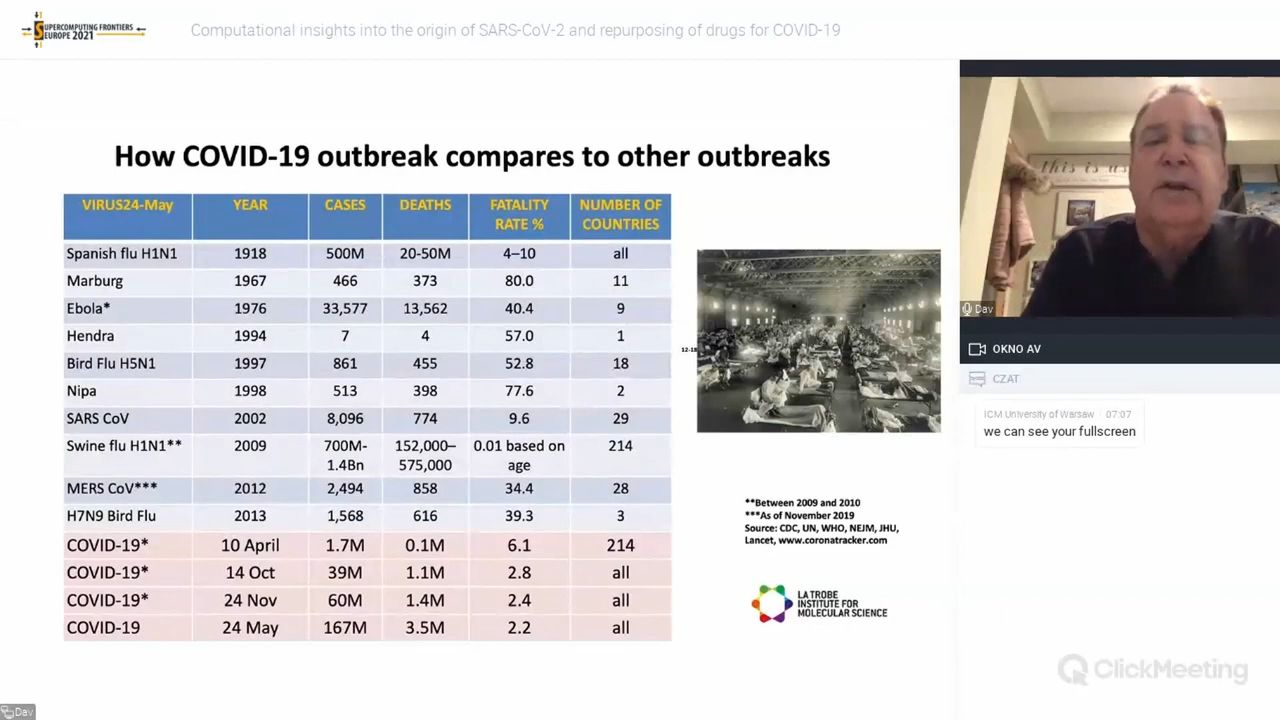 SUPERCOMPUTING FRONTIERS
EUROPE 2021
Computational insights into the origin of SARS-CoV-2 and repurposing of drugs for COVID-19
How COVID-19 outbreak compares to other outbreaks
VIRUS24-May YEAR CASES DEATHS FATALITY RATE % NUMBER OF COUNTRIES
Spanish flu H1N1 1918 500M 20-50M 4–10 all
Marburg 1967 466 373 80.0 11
Ebola* 1976 33,577 13,562 40.4 9
Hendra 1994 7 4 57.0 1
Bird Flu H5N1 1997 861 455 52.8 18
Nipa 1998 513 398 77.6 2
SARS CoV 2002 8,096 774 9.6 29
Swine flu H1N1** 2009 700M-1.4Bn 152,000–575,000 0.01 based on age 214
MERS CoV*** 2012 2,494 858 34.4 28
H7N9 Bird Flu 2013 1,568 616 39.3 3
COVID-19* 10 April 1.7M 0.1M 6.1 214
COVID-19* 14 Oct 39M 1.1M 2.8 all
COVID-19* 24 Nov 60M 1.4M 2.4 all
COVID-19 24 May 167M 3.5M 2.2 all
12-18
**Between 2009 and 2010
***As of November 2019
Source: CDC, UN, WHO, NEJM, JHU,
Lancet, www.coronatracker.com
LA TROBE
INSTITUTE FOR
MOLECULAR SCIENCE
this is us
Dav
OKNO AV
CZAT
ICM University of Warsaw 07:07
we can see your fullscreen
ClickMeeting
Dav